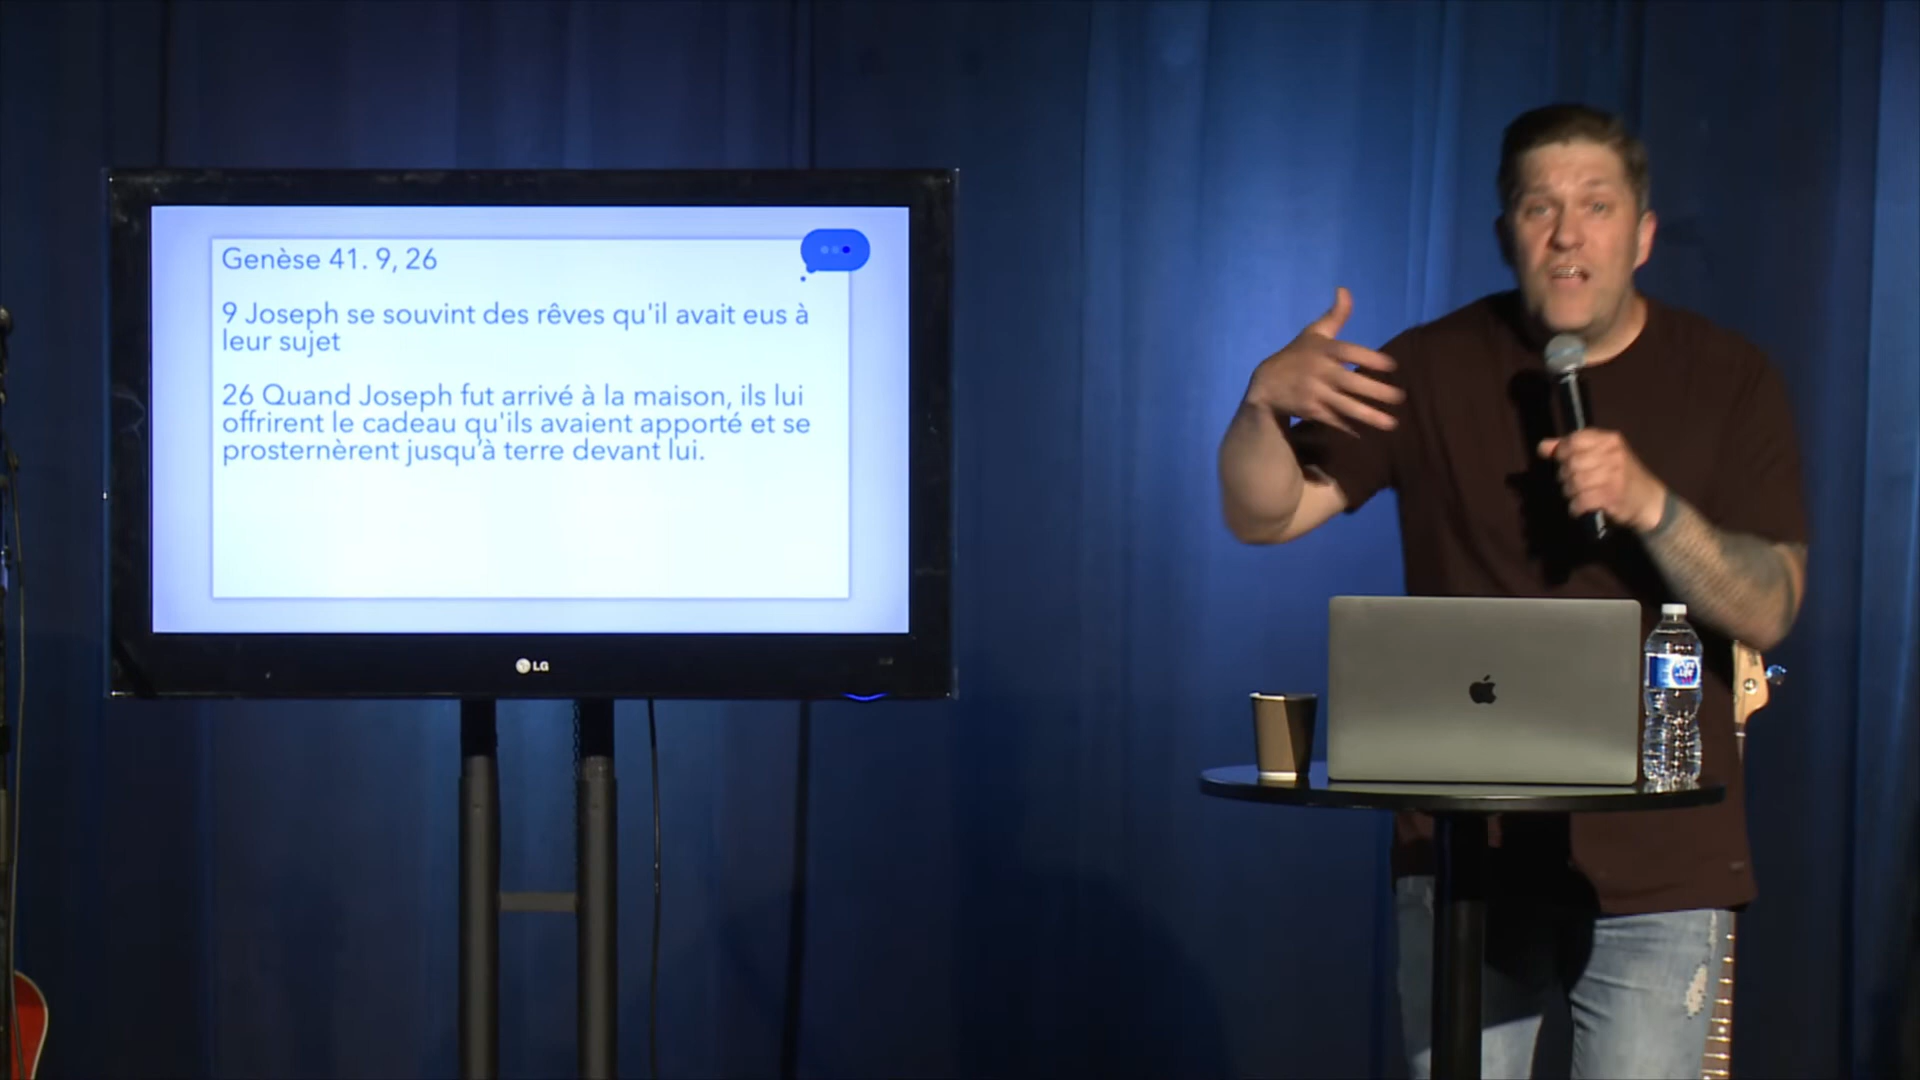 Genèse 41. 9, 26
9 Joseph se souvint des rêves qu'il avait eus à
leur sujet
26 Quand Joseph fut arrivé à la maison, ils lui
offrirent le cadeau qu'ils avaient apporté et se
prosternèrent jusqu'à terre devant lui.
LG